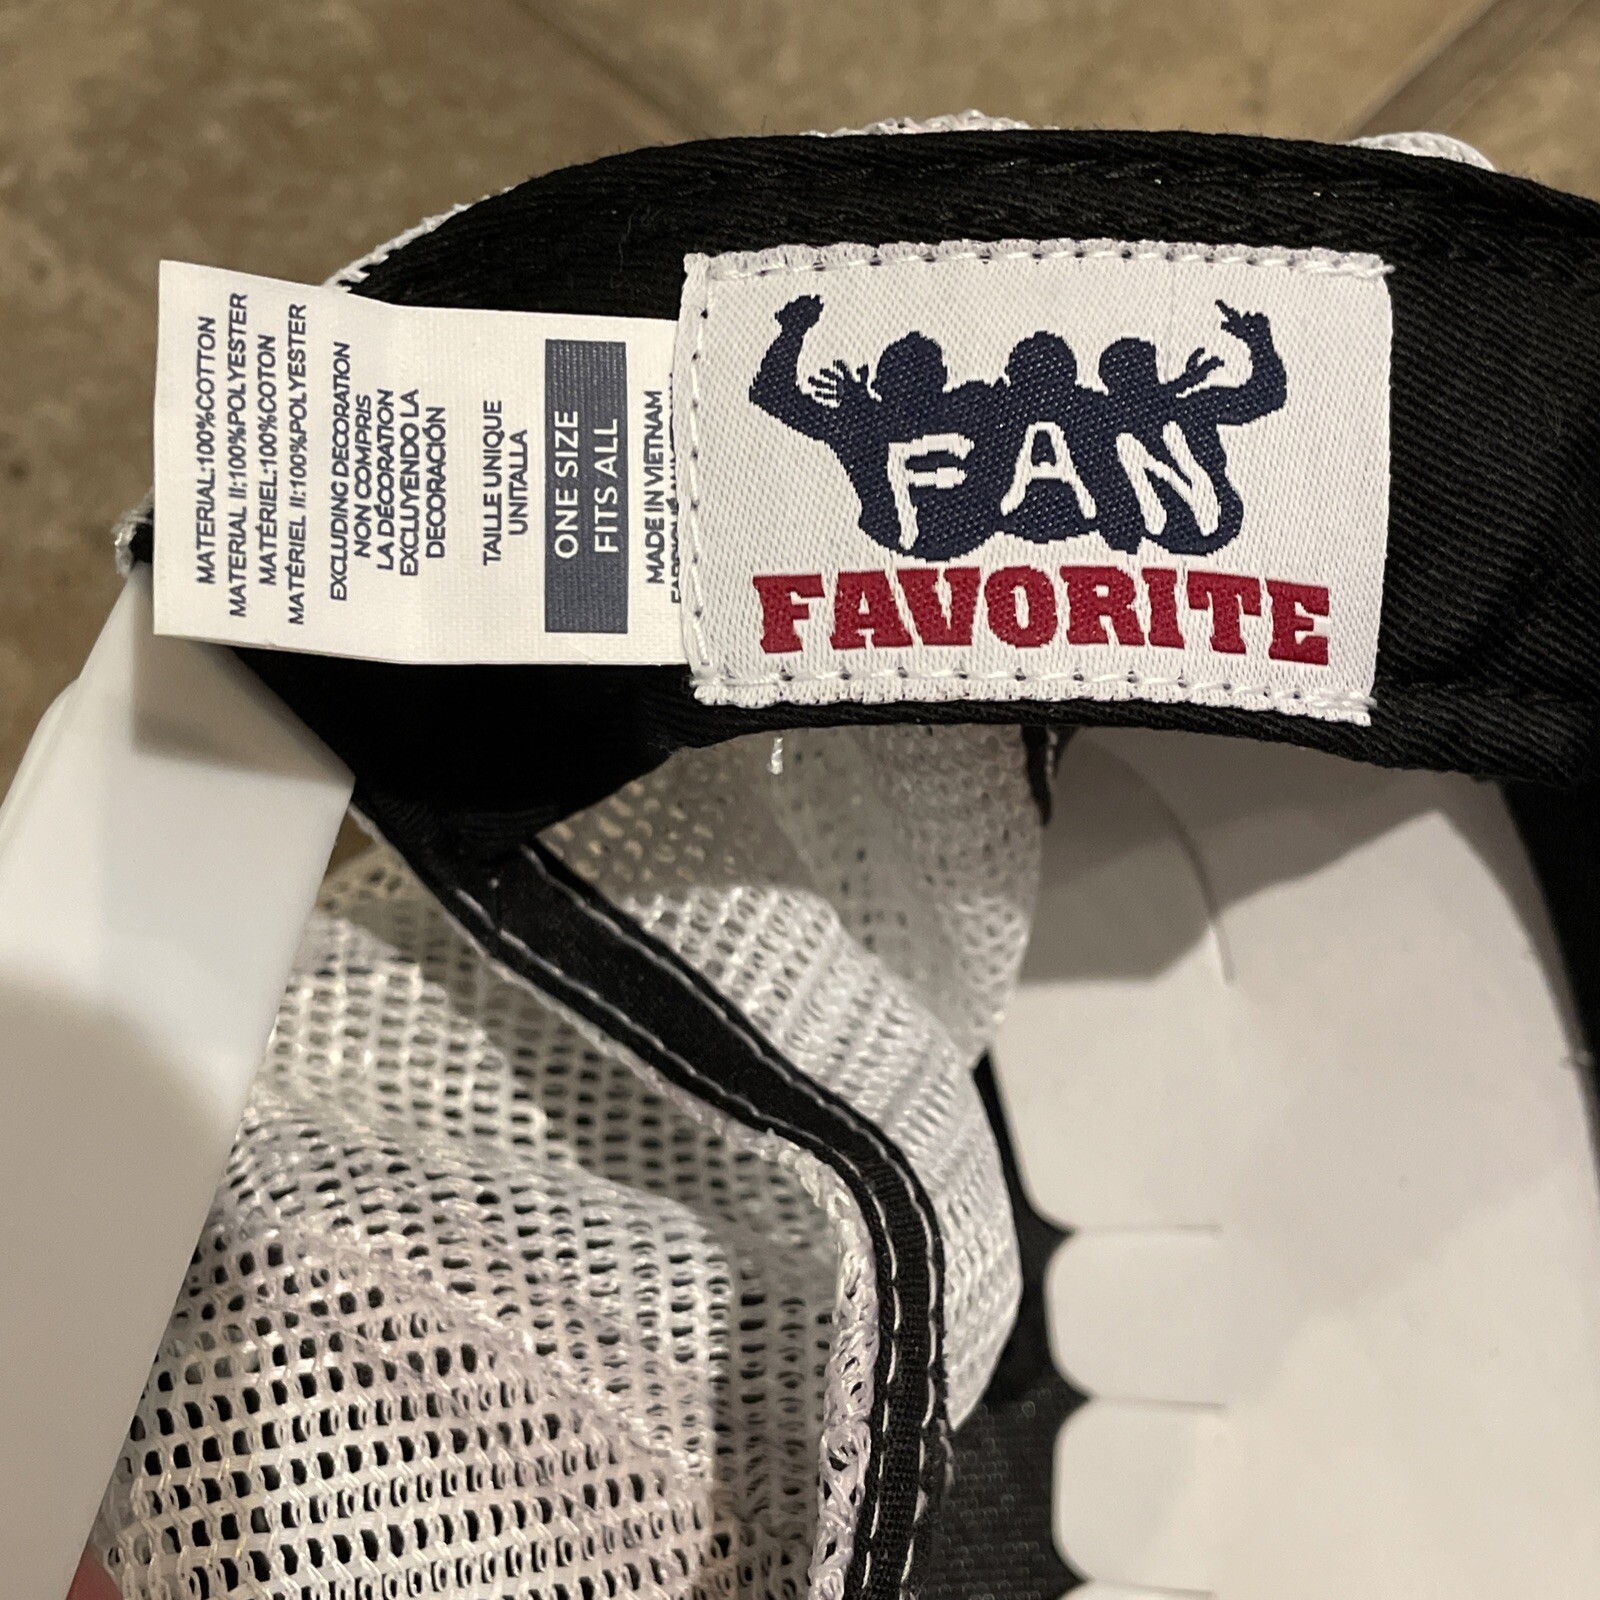 MATERIAL:100%COTTON
MATERIAL II:100%POLYESTER
MATÉRIEL:100%COTON
MATÉRIEL II:100%POLYESTER
EXCLUDING DECORATION
NON COMPRIS
LA DÉCORATION
EXCLUYENDO LA
DECORACIÓN
TAILLE UNIQUE
UNITALLA
ONE SIZE
FITS ALL
MADE IN VIETNAM
FAN
FAVORITE